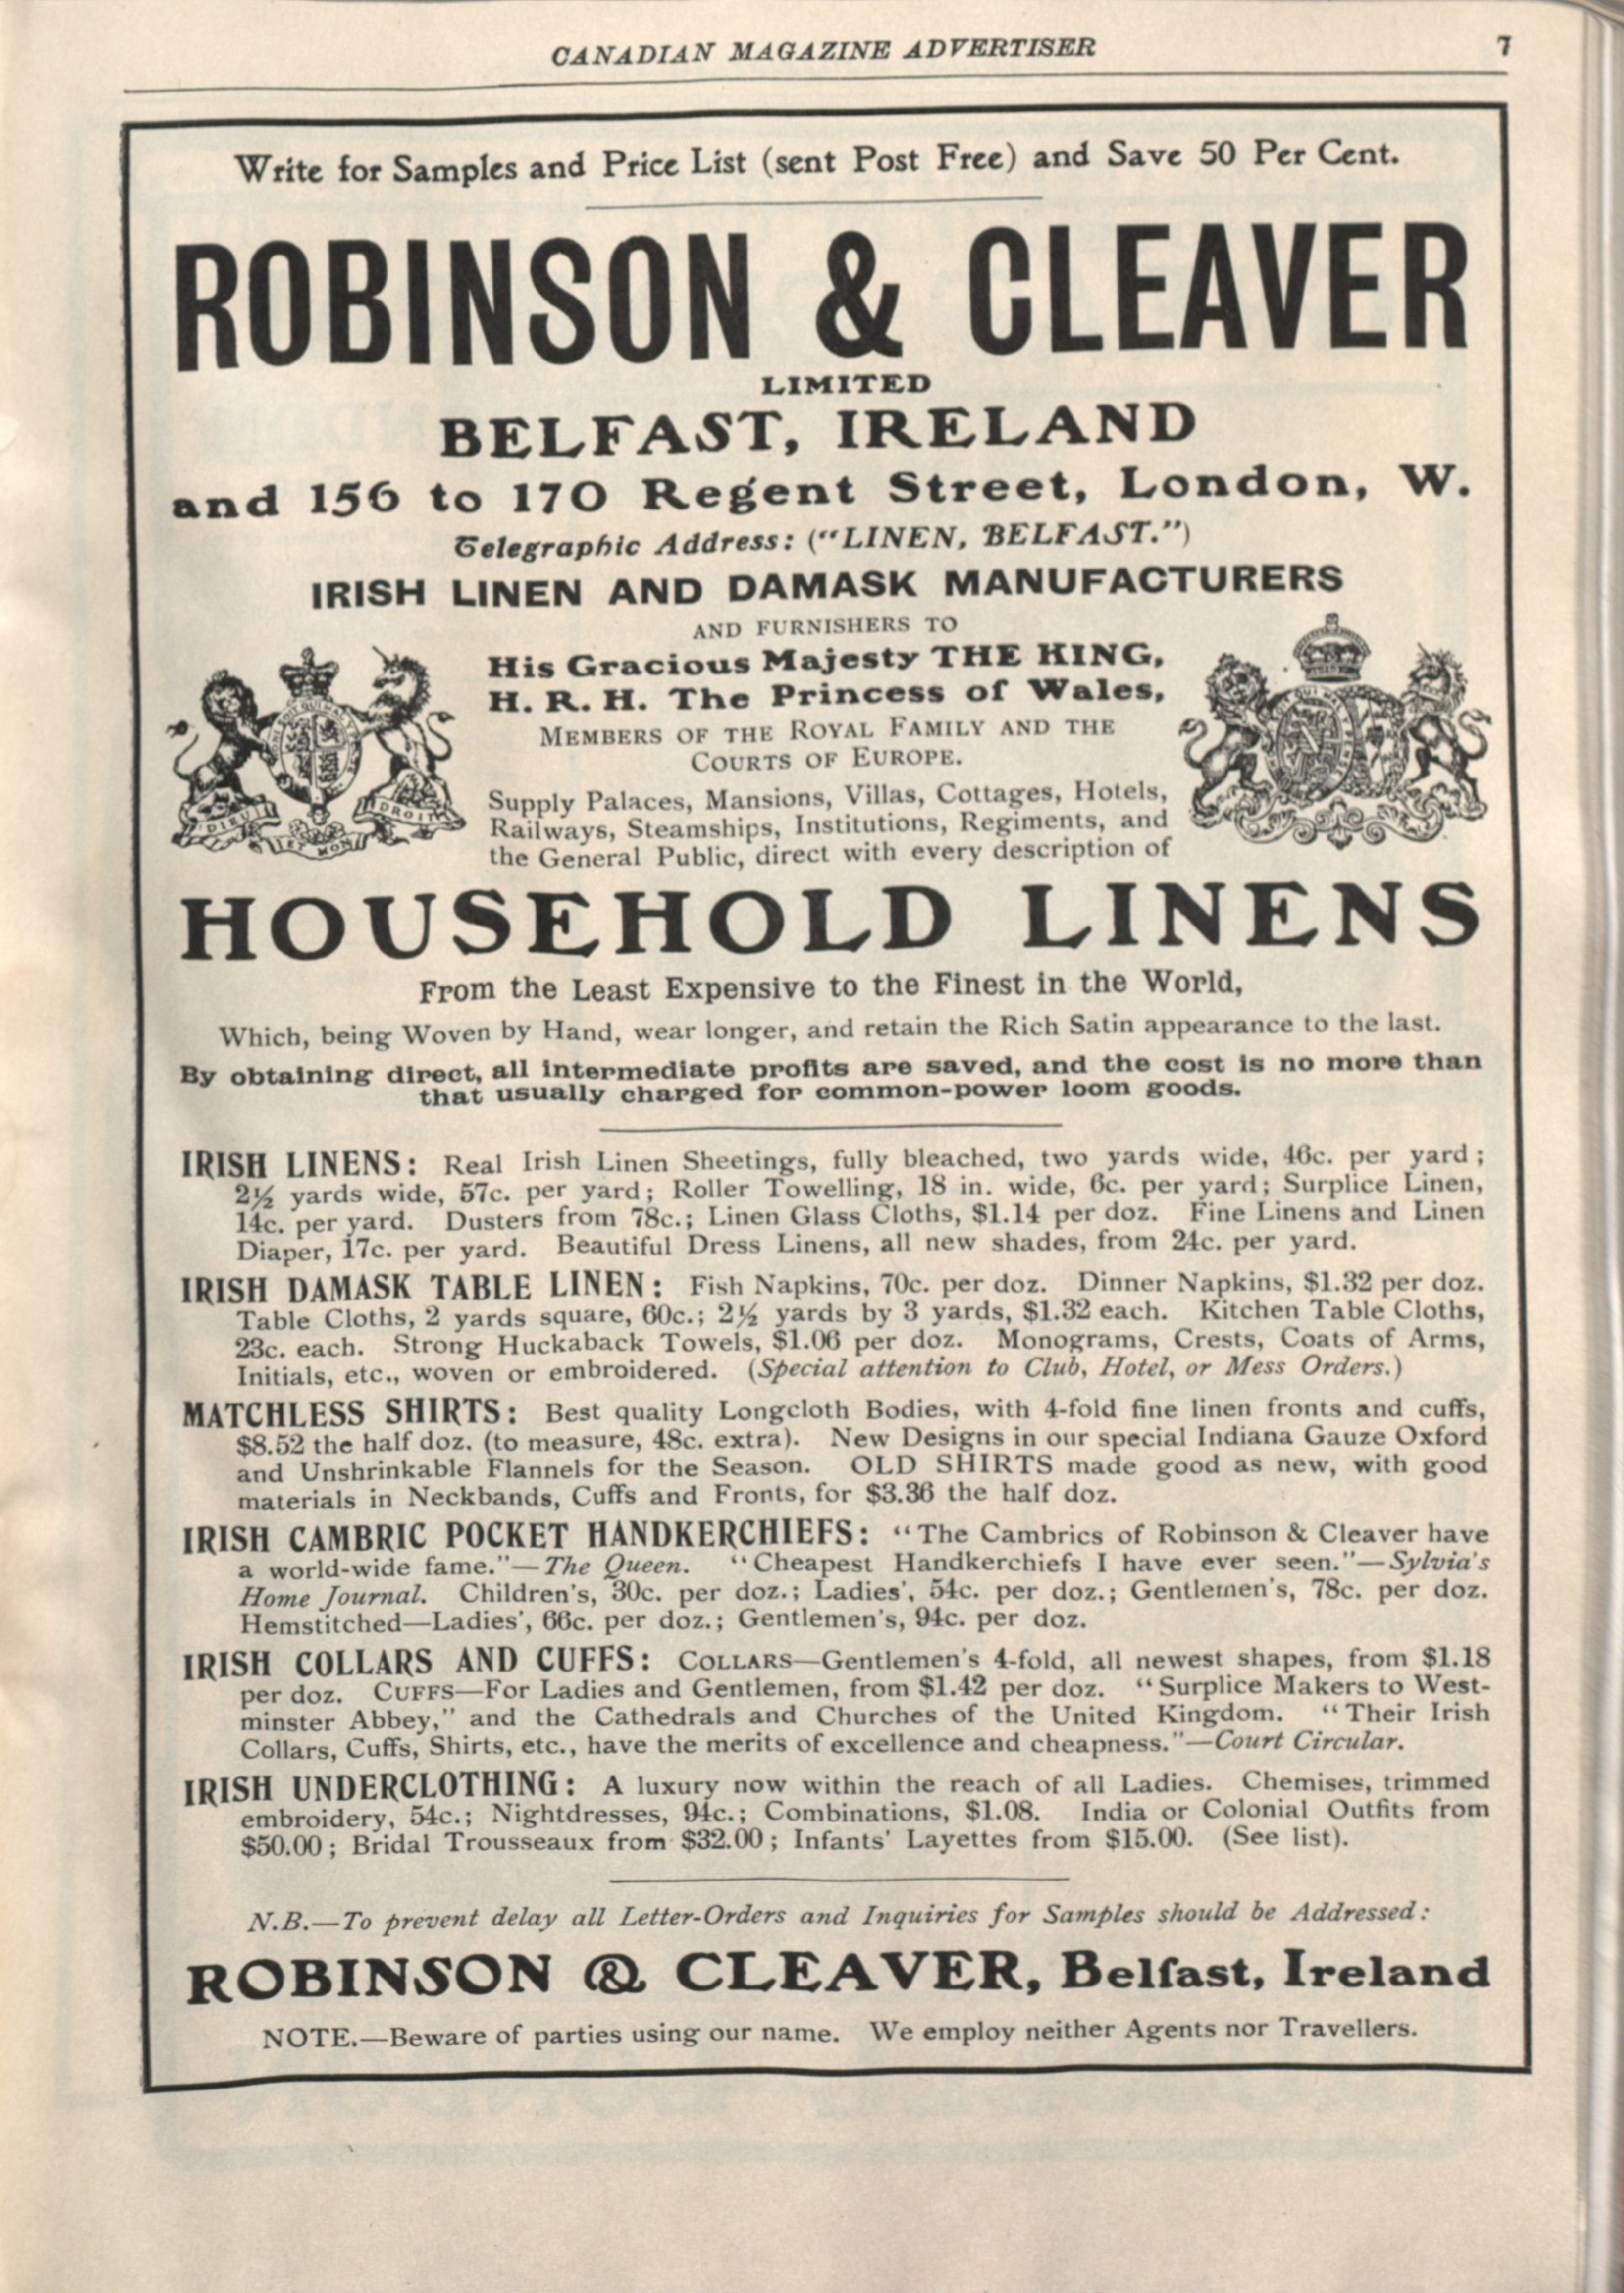 CANADIAN MAGAZINE ADVERTISER 7
Write for Samples and Price List (sent Post Free) and Save 50 Per Cent.
ROBINSON & CLEAVER
LIMITED
BELFAST, IRELAND
and 156 to 170 Regent Street, London, W.
Telegraphic Address: ("LINEN, BELFAST.")
IRISH LINEN AND DAMASK MANUFACTURERS
AND FURNISHERS TO
His Gracious Majesty THE KING,
H. R. H. The Princess of Wales,
MEMBERS OF THE ROYAL FAMILY AND THE
COURTS OF EUROPE.
Supply Palaces, Mansions, Villas, Cottages, Hotels,
Railways, Steamships, Institutions, Regiments, and
the General Public, direct with every description of
DIEU ET MON DROIT
HOUSEHOLD LINENS
From the Least Expensive to the Finest in the World,
Which, being Woven by Hand, wear longer, and retain the Rich Satin appearance to the last.
By obtaining direct, all intermediate profits are saved, and the cost is no more than
that usually charged for common-power loom goods.
IRISH LINENS: Real Irish Linen Sheetings, fully bleached, two yards wide, 46c. per yard;
2½ yards wide, 57c. per yard; Roller Towelling, 18 in. wide, 6c. per yard; Surplice Linen,
14c. per yard. Dusters from 78c.; Linen Glass Cloths, $1.14 per doz. Fine Linens and Linen
Diaper, 17c. per yard. Beautiful Dress Linens, all new shades, from 24c. per yard.
IRISH DAMASK TABLE LINEN: Fish Napkins, 70c. per doz. Dinner Napkins, $1.32 per doz.
Table Cloths, 2 yards square, 60c.; 2½ yards by 3 yards, $1.32 each. Kitchen Table Cloths,
23c. each. Strong Huckaback Towels, $1.06 per doz. Monograms, Crests, Coats of Arms,
Initials, etc., woven or embroidered. (Special attention to Club, Hotel, or Mess Orders.)
MATCHLESS SHIRTS: Best quality Longcloth Bodies, with 4-fold fine linen fronts and cuffs,
$8.52 the half doz. (to measure, 48c. extra). New Designs in our special Indiana Gauze Oxford
and Unshrinkable Flannels for the Season. OLD SHIRTS made good as new, with good
materials in Neckbands, Cuffs and Fronts, for $3.36 the half doz.
IRISH CAMBRIC POCKET HANDKERCHIEFS: "The Cambrics of Robinson & Cleaver have
a world-wide fame."—The Queen. "Cheapest Handkerchiefs I have ever seen."—Sylvia's
Home Journal. Children's, 30c. per doz.; Ladies', 54c. per doz.; Gentlemen's, 78c. per doz.
Hemstitched—Ladies', 66c. per doz.; Gentlemen's, 94c. per doz.
IRISH COLLARS AND CUFFS: COLLARS—Gentlemen's 4-fold, all newest shapes, from $1.18
per doz. CUFFS—For Ladies and Gentlemen, from $1.42 per doz. "Surplice Makers to West-
minster Abbey," and the Cathedrals and Churches of the United Kingdom. "Their Irish
Collars, Cuffs, Shirts, etc., have the merits of excellence and cheapness."—Court Circular.
IRISH UNDERCLOTHING: A luxury now within the reach of all Ladies. Chemises, trimmed
embroidery, 54c.; Nightdresses, 94c.; Combinations, $1.08. India or Colonial Outfits from
$50.00; Bridal Trousseaux from $32.00; Infants' Layettes from $15.00. (See list).
N.B.—To prevent delay all Letter-Orders and Inquiries for Samples should be Addressed:
ROBINSON & CLEAVER, Belfast, Ireland
NOTE.—Beware of parties using our name. We employ neither Agents nor Travellers.